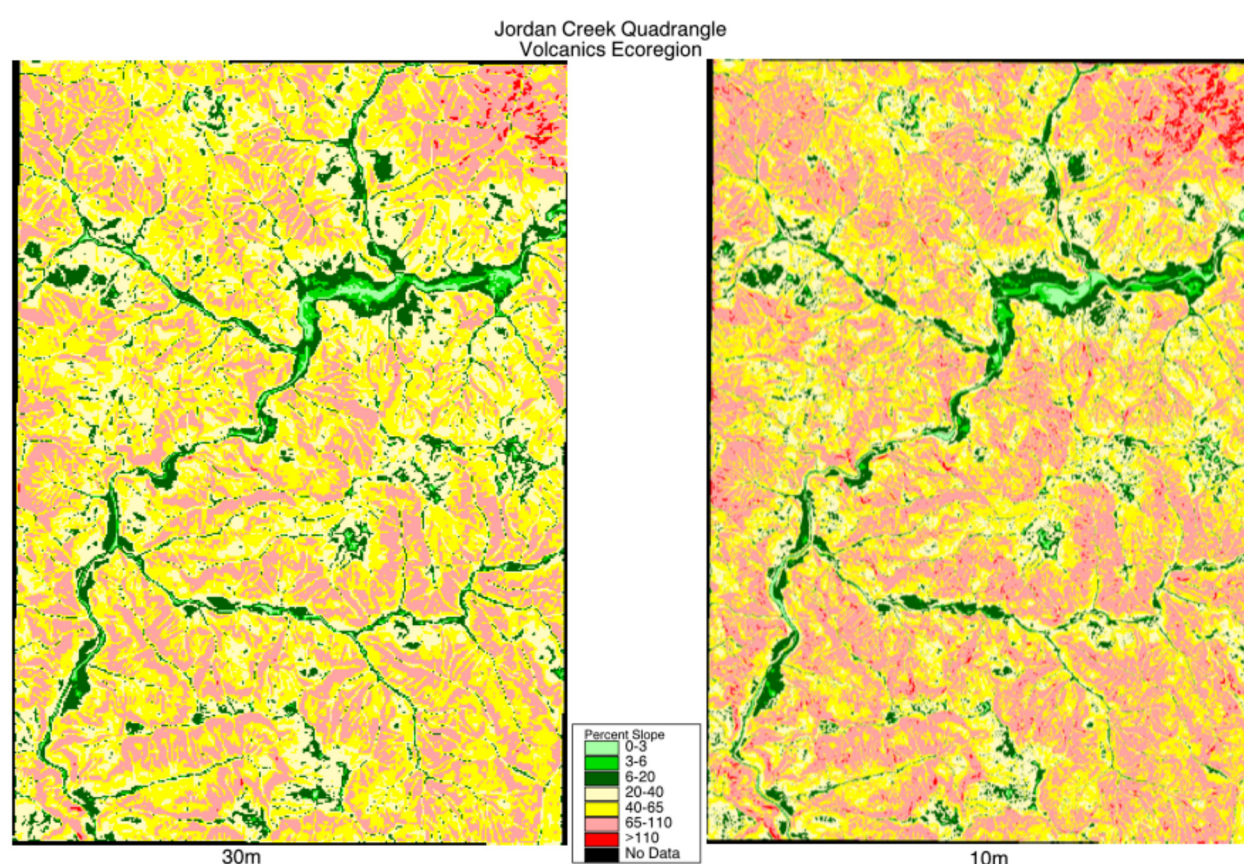 Jordan Creek Quadrangle
Volcanics Ecoregion
Percent Slope
0-3
3-6
6-20
20-40
40-65
65-110
>110
No Data
30m
10m